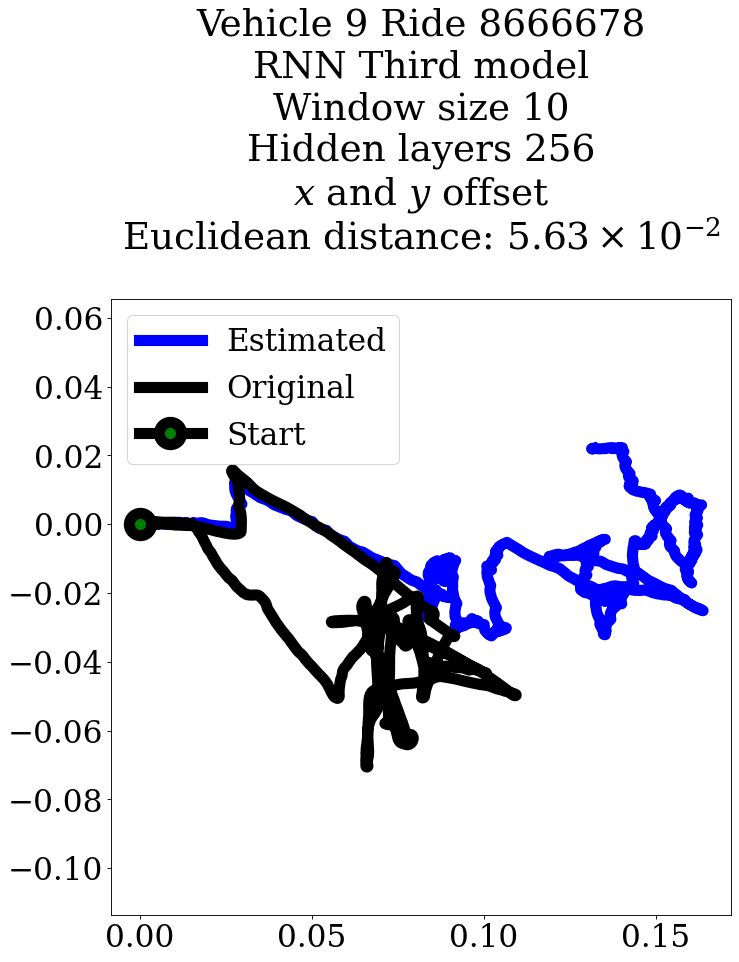 Vehicle 9 Ride 8666678
RNN Third model
Window size 10
Hidden layers 256
x and y offset
Euclidean distance: 5.63 × 10⁻²
Estimated
Original
Start
0.06
0.04
0.02
0.00
−0.02
−0.04
−0.06
−0.08
−0.10
0.00 0.05 0.10 0.15